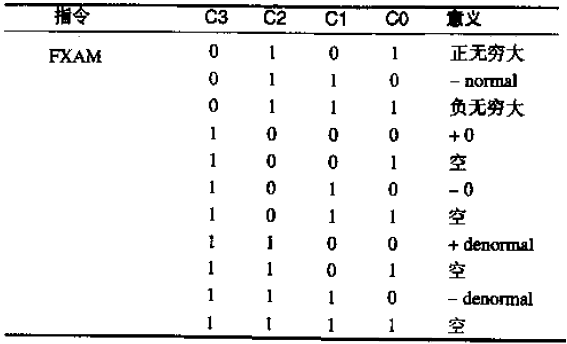 指令 C3 C2 C1 C0 意义
FXAM 0 1 0 1 正无穷大
0 1 1 0 – normal
0 1 1 1 负无穷大
1 0 0 0 + 0
1 0 0 1 空
1 0 1 0 – 0
1 0 1 1 空
1 1 0 0 + denormal
1 1 0 1 空
1 1 1 0 – denormal
1 1 1 1 空